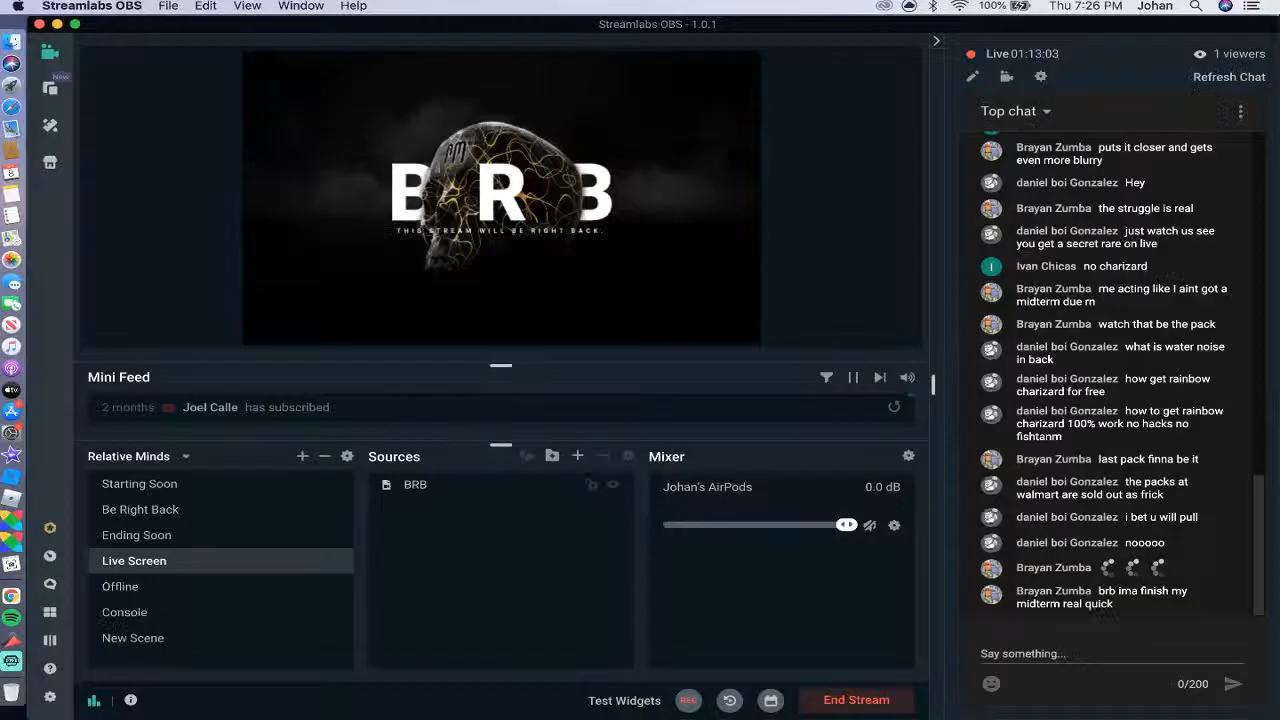 Streamlabs OBS File Edit View Window Help 100% Thu 7:26 PM Johan
Streamlabs OBS - 1.0.1
New
BRB
THIS STREAM WILL BE RIGHT BACK.
Mini Feed
2 months Joel Calle has subscribed
Relative Minds
Starting Soon
Be Right Back
Ending Soon
Live Screen
Offline
Console
New Scene
Sources
BRB
Mixer
Johan's AirPods 0.0 dB
Test Widgets REC End Stream
Live 01:13:03 1 viewers
Refresh Chat
Top chat
Brayan Zumba puts it closer and gets
even more blurry
daniel boi Gonzalez Hey
Brayan Zumba the struggle is real
daniel boi Gonzalez just watch us see
you get a secret rare on live
I Ivan Chicas no charizard
Brayan Zumba me acting like I aint got a
midterm due rn
Brayan Zumba watch that be the pack
daniel boi Gonzalez what is water noise
in back
daniel boi Gonzalez how get rainbow
charizard for free
daniel boi Gonzalez how to get rainbow
charizard 100% work no hacks no
fishtanm
Brayan Zumba last pack finna be it
daniel boi Gonzalez the packs at
walmart are sold out as frick
daniel boi Gonzalez i bet u will pull
daniel boi Gonzalez nooooo
Brayan Zumba
Brayan Zumba brb ima finish my
midterm real quick
Say something...
0/200